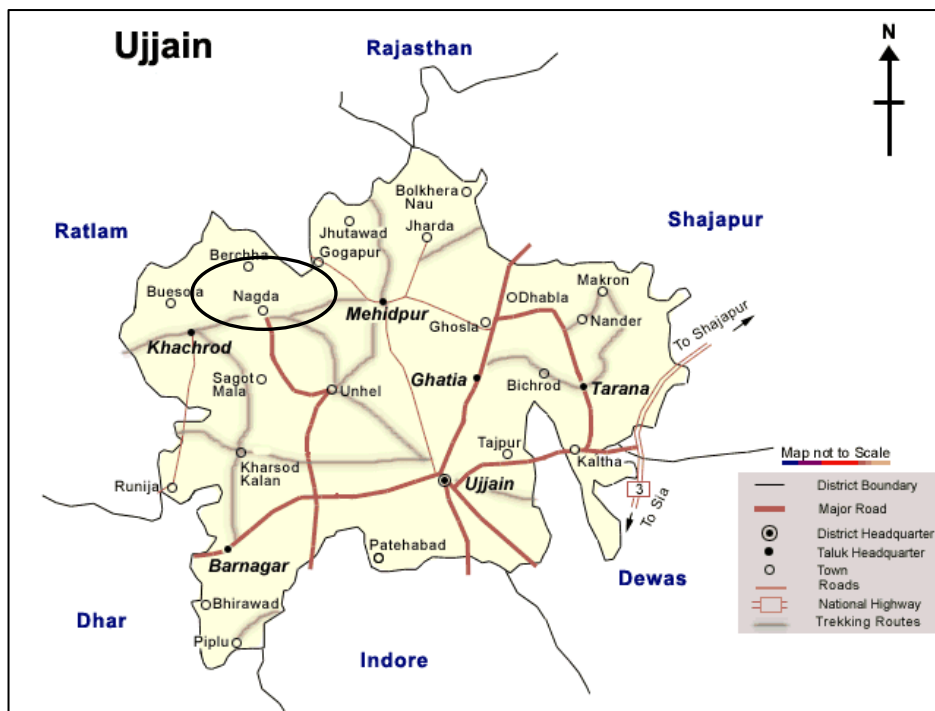 Ujjain
Rajasthan
N
Bolkhera
Nau
Shajapur
Jhutawad
Jharda
Ratlam
Gogapur
Berchha
Makron
Buesola
Nagda
Dhabla
Mehidpur
Ghosla
Nander
To Shajapur
Khachrod
Sagot
Mala
Unhel
Ghatia
Bichrod
Tarana
Tajpur
Kaltha
Map not to Scale
Kharsod
Kalan
Runija
Ujjain
3
To Sia
District Boundary
Major Road
District Headquarter
Taluk Headquarter
Town
Roads
National Highway
Trekking Routes
Patehabad
Barnagar
Dewas
Bhirawad
Dhar
Piplu
Indore